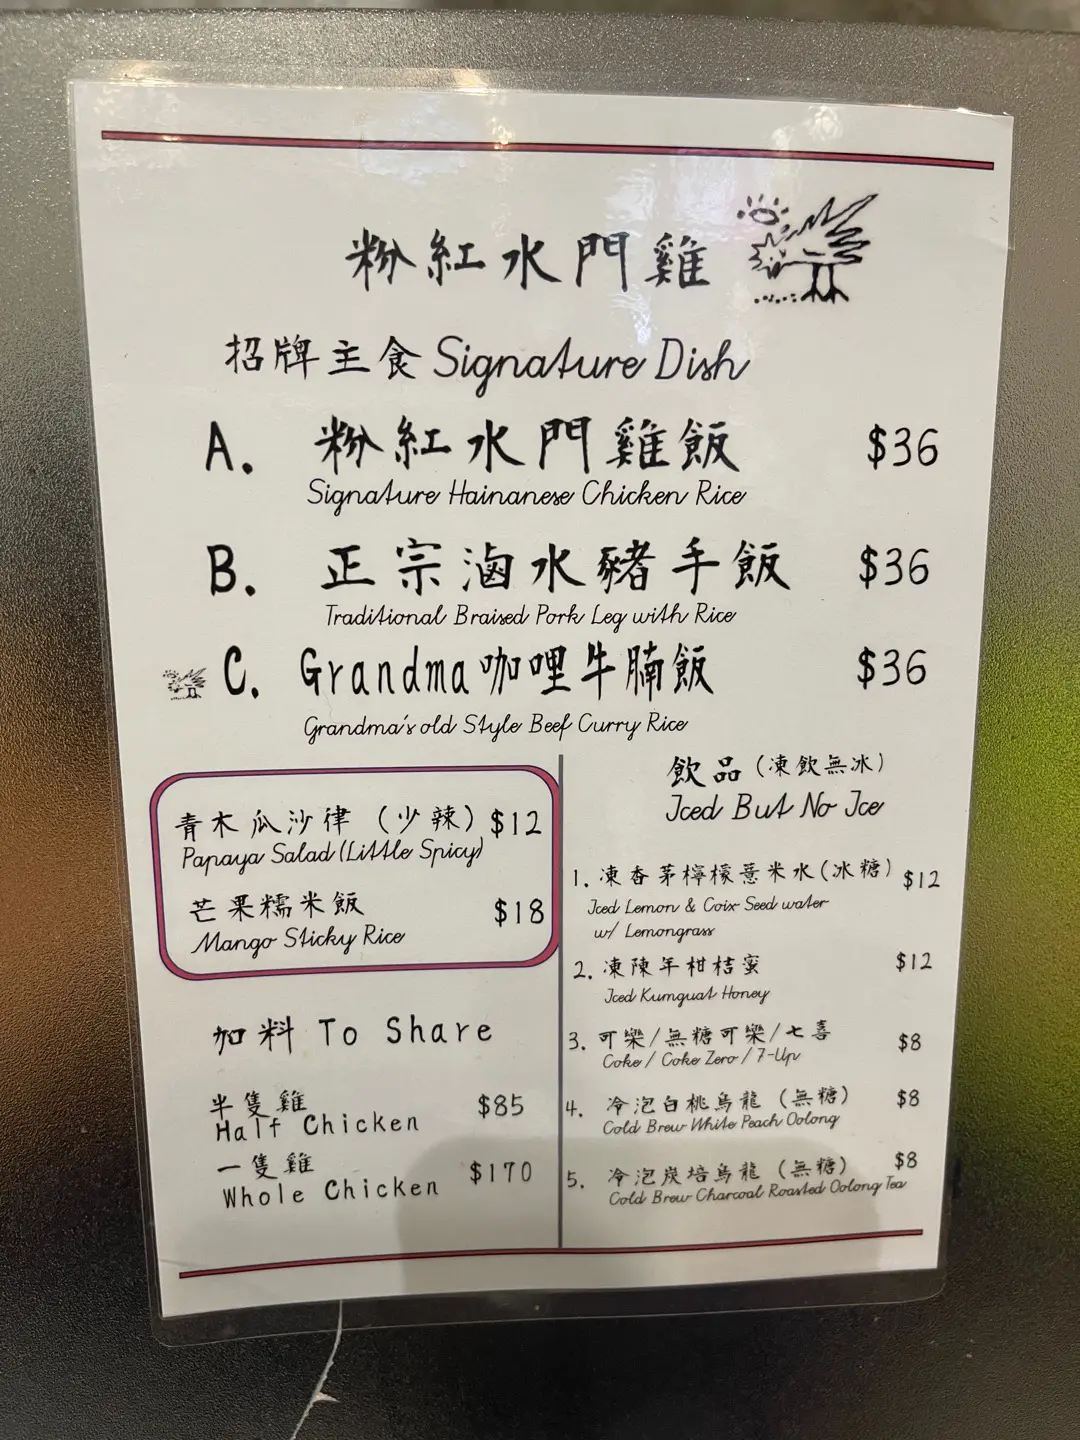 粉紅水門雞
招牌主食 Signature Dish
A. 粉紅水門雞飯 $36
Signature Hainanese Chicken Rice
B. 正宗滷水豬手飯 $36
Traditional Braised Pork Leg with Rice
C. Grandma咖哩牛腩飯 $36
Grandma's old Style Beef Curry Rice
青木瓜沙律 (少辣) $12
Papaya Salad (Little Spicy)
芒果糯米飯 $18
Mango Sticky Rice
加料 To Share
半隻雞
Half Chicken $85
一隻雞
Whole Chicken $170
飲品 (凍飲無冰)
Iced But No Ice
1. 凍香茅檸檬薏米水 (冰糖) $12
Iced Lemon & Coix Seed water
w/ Lemongrass
2. 凍陳年柑桔蜜 $12
Iced Kumquat Honey
3. 可樂/無糖可樂/七喜 $8
Coke / Coke Zero / 7-Up
4. 冷泡白桃烏龍 (無糖) $8
Cold Brew White Peach Oolong
5. 冷泡炭培烏龍 (無糖) $8
Cold Brew Charcoal Roasted Oolong Tea